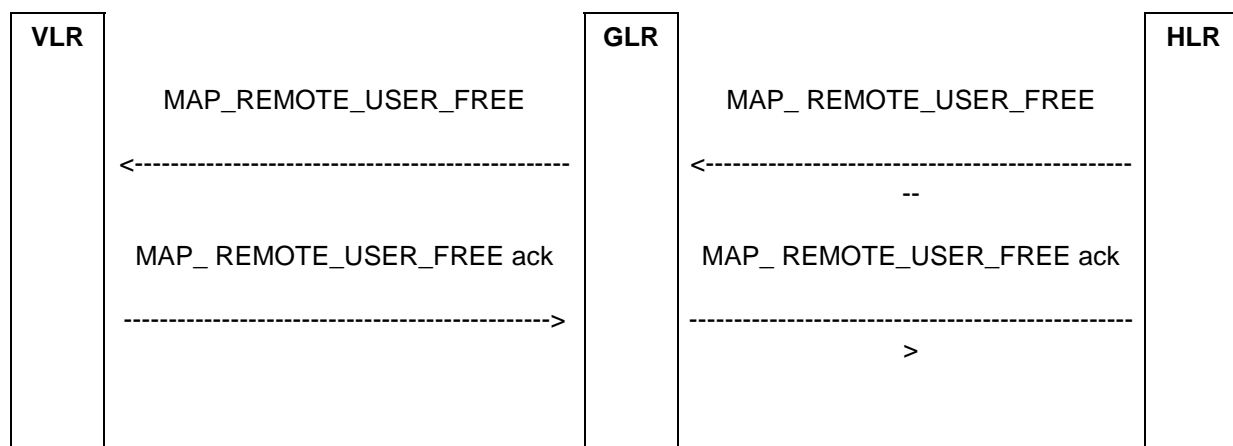 VLR GLR HLR
MAP_REMOTE_USER_FREE MAP_ REMOTE_USER_FREE
<------------------------------------------------ <-----------------------------------------------
--
MAP_ REMOTE_USER_FREE ack MAP_ REMOTE_USER_FREE ack
-----------------------------------------------> -------------------------------------------------
>